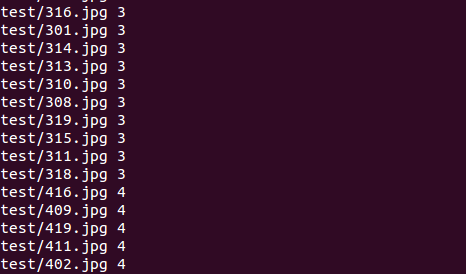 test/316.jpg 3
test/301.jpg 3
test/314.jpg 3
test/313.jpg 3
test/310.jpg 3
test/308.jpg 3
test/319.jpg 3
test/315.jpg 3
test/311.jpg 3
test/318.jpg 3
test/416.jpg 4
test/409.jpg 4
test/419.jpg 4
test/411.jpg 4
test/402.jpg 4